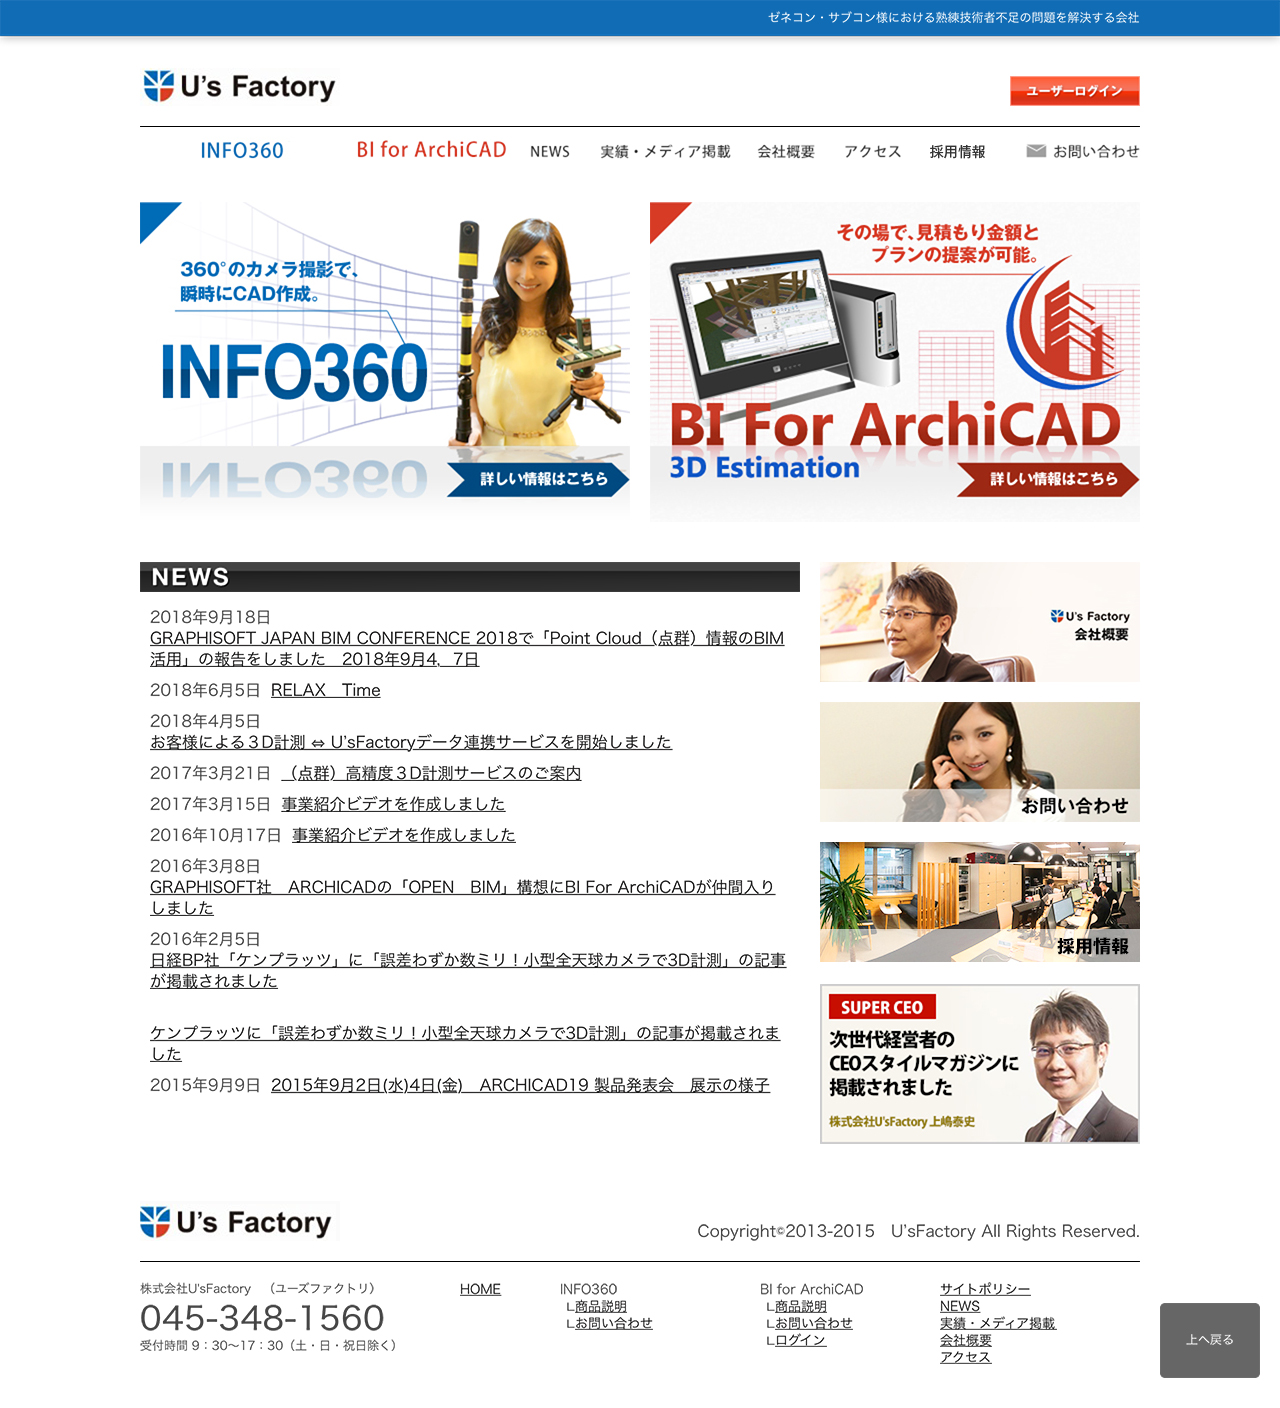 ゼネコン・サブコン様における熟練技術者不足の問題を解決する会社
U's Factory
ユーザーログイン
INFO360 BI for ArchiCAD NEWS 実績・メディア掲載 会社概要 アクセス 採用情報 お問い合わせ
360°のカメラ撮影で、
瞬時にCAD作成。
INFO360
詳しい情報はこちら
その場で、見積もり金額と
プランの提案が可能。
BI For ArchiCAD
3D Estimation
詳しい情報はこちら
NEWS
2018年9月18日
GRAPHISOFT JAPAN BIM CONFERENCE 2018で「Point Cloud（点群）情報のBIM
活用」の報告をしました　2018年9月4，7日
2018年6月5日 RELAX　Time
2018年4月5日
お客様による３D計測 ⇔ U'sFactoryデータ連携サービスを開始しました
2017年3月21日 （点群）高精度３D計測サービスのご案内
2017年3月15日 事業紹介ビデオを作成しました
2016年10月17日 事業紹介ビデオを作成しました
2016年3月8日
GRAPHISOFT社　ARCHICADの「OPEN　BIM」構想にBI For ArchiCADが仲間入り
しました
2016年2月5日
日経BP社「ケンプラッツ」に「誤差わずか数ミリ！小型全天球カメラで3D計測」の記事
が掲載されました
ケンプラッツに「誤差わずか数ミリ！小型全天球カメラで3D計測」の記事が掲載されま
した
2015年9月9日 2015年9月2日(水)4日(金)　ARCHICAD19 製品発表会　展示の様子
U's Factory
会社概要
お問い合わせ
採用情報
SUPER CEO
次世代経営者の
CEOスタイルマガジンに
掲載されました
株式会社U'sFactory 上嶋泰史
U's Factory
Copyright©2013-2015　U'sFactory All Rights Reserved.
株式会社U'sFactory　（ユーズファクトリ）
045-348-1560
受付時間 9：30〜17：30（土・日・祝日除く）
HOME
INFO360
∟商品説明
∟お問い合わせ
BI for ArchiCAD
∟商品説明
∟お問い合わせ
∟ログイン
サイトポリシー
NEWS
実績・メディア掲載
会社概要
アクセス
上へ戻る